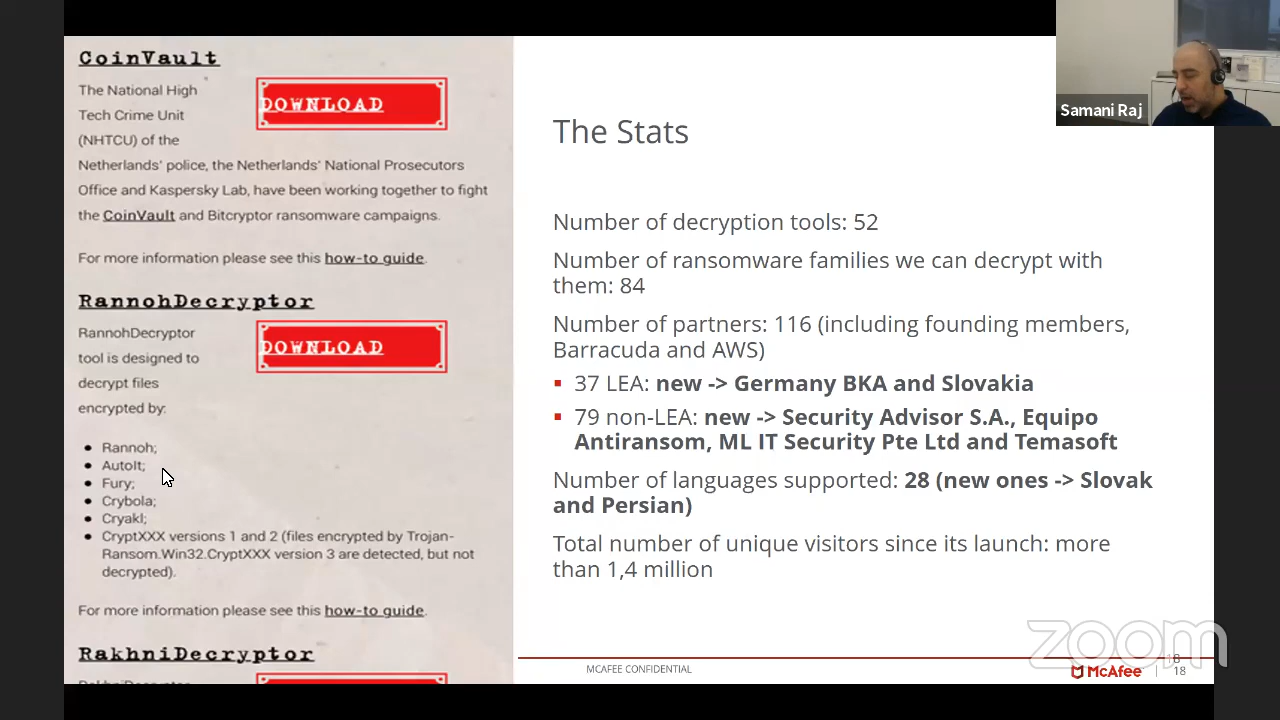 CoinVault
The National High
DOWNLOAD
Tech Crime Unit
(NHTCU) of the
Netherlands' police, the Netherlands' National Prosecutors
Office and Kaspersky Lab, have been working together to fight
the CoinVault and Bitcryptor ransomware campaigns.
For more information please see this how-to guide.
RannohDecryptor
RannohDecryptor
DOWNLOAD
tool is designed to
decrypt files
encrypted by:
• Rannoh;
• AutoIt;
• Fury;
• Crybola;
• Cryakl;
• CryptXXX versions 1 and 2 (files encrypted by Trojan-
Ransom.Win32.CryptXXX version 3 are detected, but not
decrypted).
For more information please see this how-to guide.
RakhniDecryptor
The Stats
Number of decryption tools: 52
Number of ransomware families we can decrypt with
them: 84
Number of partners: 116 (including founding members,
Barracuda and AWS)
▪ 37 LEA: new -> Germany BKA and Slovakia
▪ 79 non-LEA: new -> Security Advisor S.A., Equipo
Antiransom, ML IT Security Pte Ltd and Temasoft
Number of languages supported: 28 (new ones -> Slovak
and Persian)
Total number of unique visitors since its launch: more
than 1,4 million
MCAFEE CONFIDENTIAL
18
McAfee | 18
zoom
Samani Raj